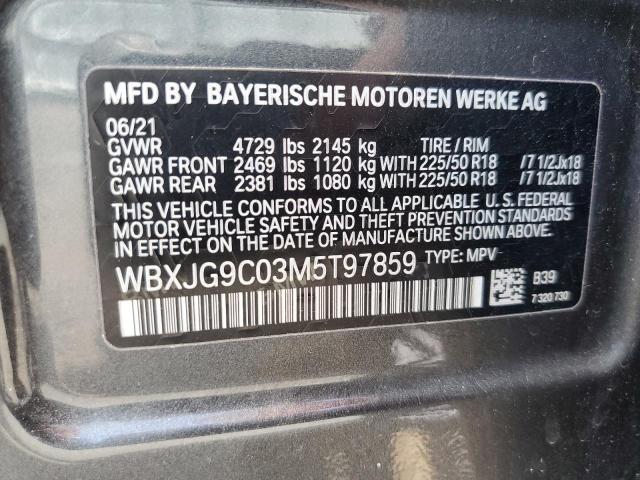 MFD BY BAYERISCHE MOTOREN WERKE AG
06/21
GVWR 4729 lbs 2145 kg TIRE / RIM
GAWR FRONT 2469 lbs 1120 kg WITH 225/50 R18 /7 1/2Jx18
GAWR REAR 2381 lbs 1080 kg WITH 225/50 R18 /7 1/2Jx18
THIS VEHICLE CONFORMS TO ALL APPLICABLE U. S. FEDERAL
MOTOR VEHICLE SAFETY AND THEFT PREVENTION STANDARDS
IN EFFECT ON THE DATE OF MANUFACTURE SHOWN ABOVE.
WBXJG9C03M5T97859 TYPE: MPV
B39
7 320 730